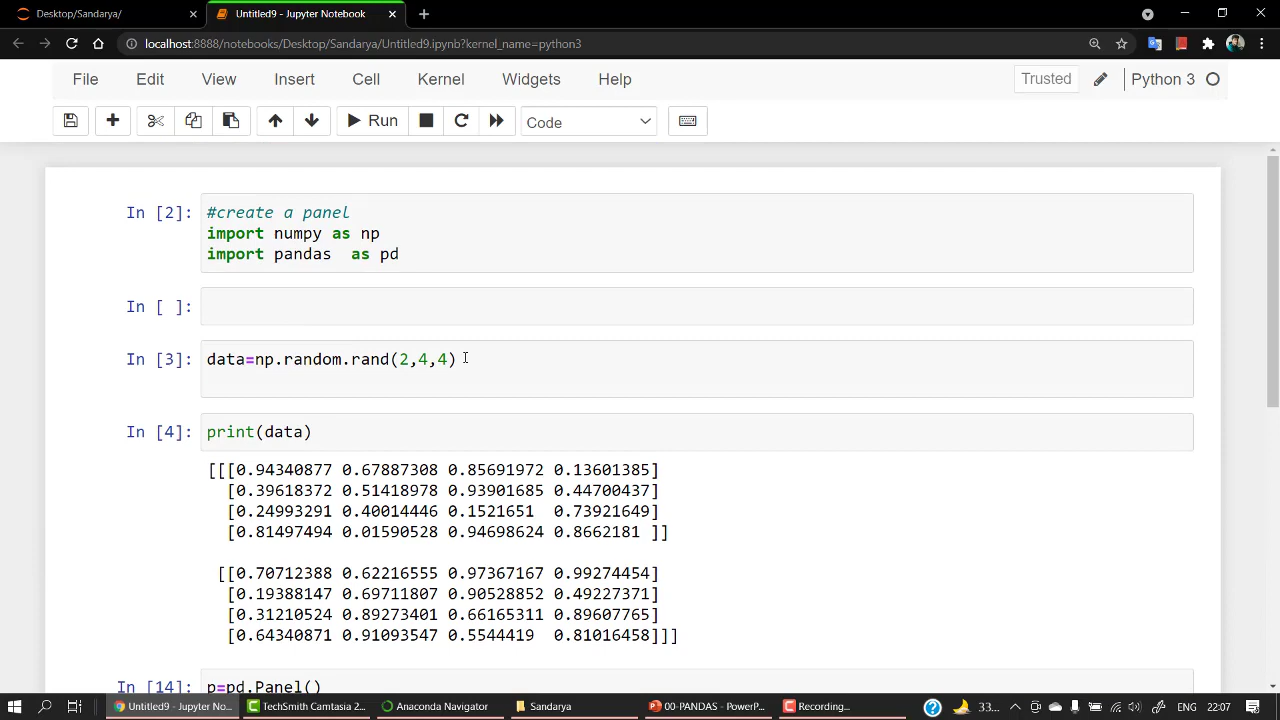 Desktop/Sandarya/
Untitled9 - Jupyter Notebook
localhost:8888/notebooks/Desktop/Sandarya/Untitled9.ipynb?kernel_name=python3
File Edit View Insert Cell Kernel Widgets Help
Trusted
Python 3
Run
Code
In [2]: #create a panel
import numpy as np
import pandas  as pd
In [ ]:
In [3]: data=np.random.rand(2,4,4)
In [4]: print(data)
[[[0.94340877 0.67887308 0.85691972 0.13601385]
[0.39618372 0.51418978 0.93901685 0.44700437]
[0.24993291 0.40014446 0.1521651  0.73921649]
[0.81497494 0.01590528 0.94698624 0.8662181 ]]
[[0.70712388 0.62216555 0.97367167 0.99274454]
[0.19388147 0.69711807 0.90528852 0.49227371]
[0.31210524 0.89273401 0.66165311 0.89607765]
[0.64340871 0.91093547 0.5544419  0.81016458]]]
In [14]: p=pd.Panel()
Untitled9 - Jupyter No...
TechSmith Camtasia 2...
Anaconda Navigator
Sandarya
00-PANDAS - PowerP...
Recording...
33...
ENG
22:07